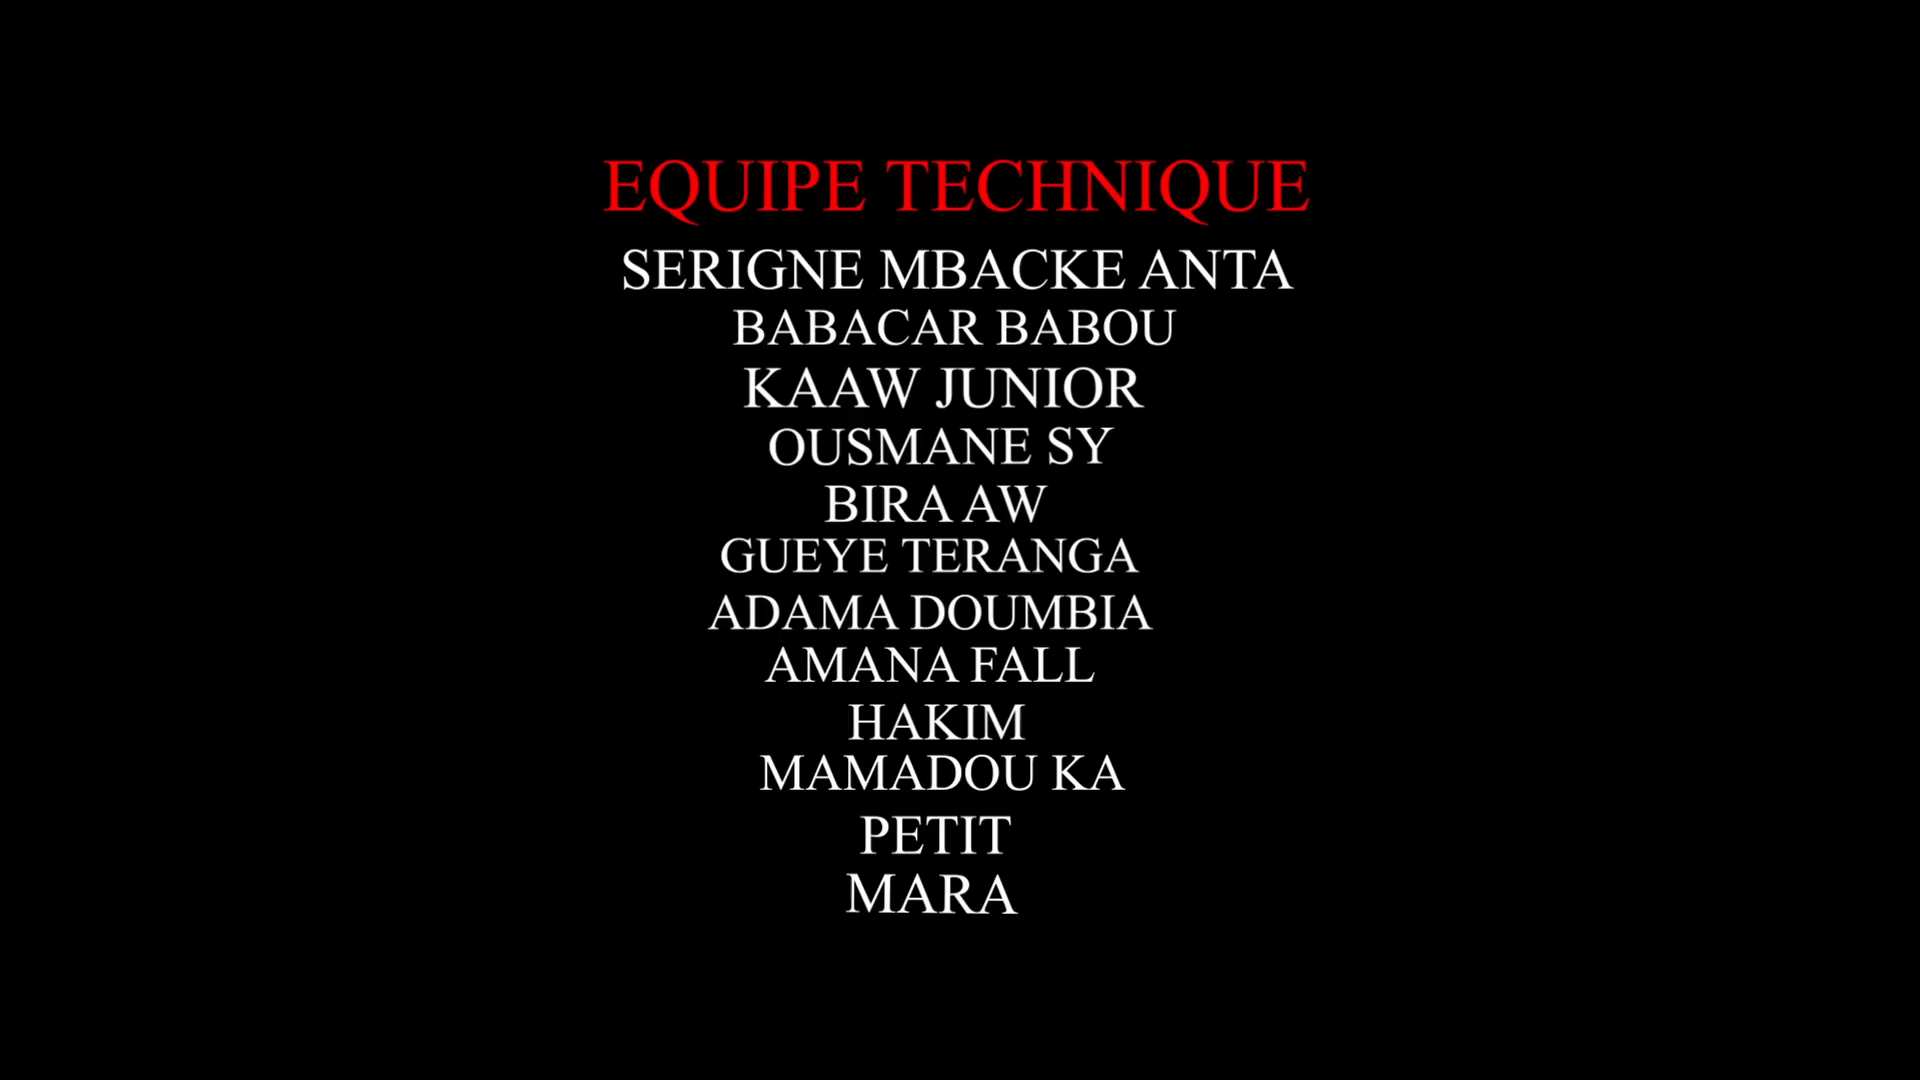 EQUIPE TECHNIQUE
SERIGNE MBACKE ANTA
BABACAR BABOU
KAAW JUNIOR
OUSMANE SY
BIRA AW
GUEYE TERANGA
ADAMA DOUMBIA
AMANA FALL
HAKIM
MAMADOU KA
PETIT
MARA